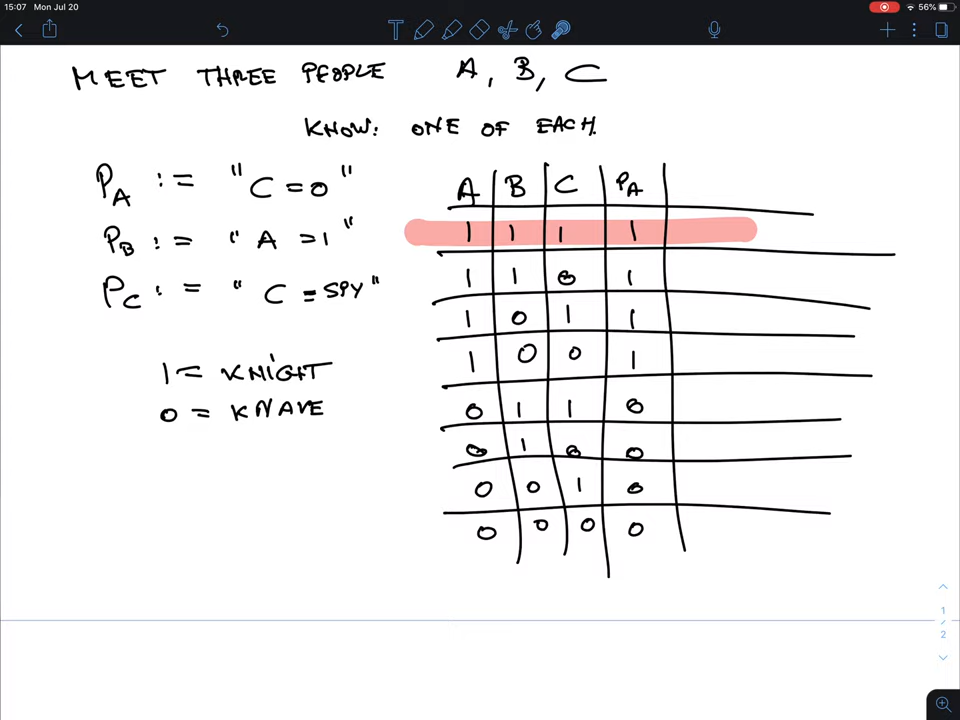 15:07 Mon Jul 20
56%
MEET THREE PEOPLE A, B, C
KNOW: ONE OF EACH.
P_A := "C=0"
P_B := "A=1"
P_C := "C=SPY"
1 = KNIGHT
0 = KNAVE
A B C P_A
1 1 1 1
1 1 0 1
1 0 1 1
1 0 0 1
0 1 1 0
0 1 0 0
0 0 1 0
0 0 0 0
1
/
2